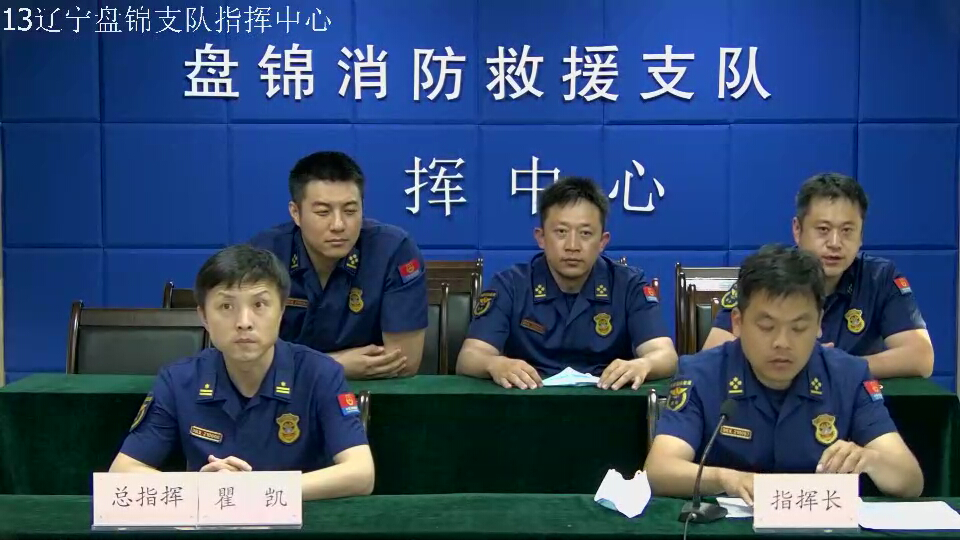 13辽宁盘锦支队指挥中心
盘锦消防救援支队
挥中心
总指挥 瞿 凯
指挥长